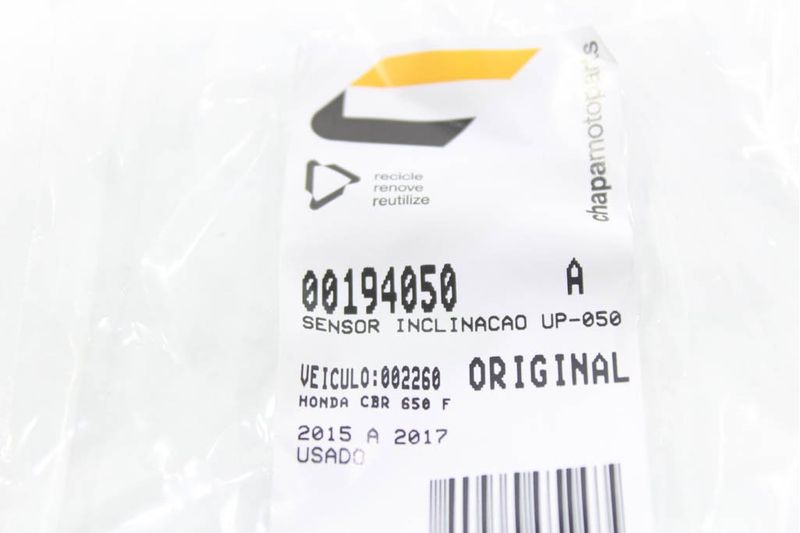 chapamotoparts
recicle
renove
reutilize
00194050 A
SENSOR INCLINACAO UP-050
VEICULO:002260 ORIGINAL
HONDA CBR 650 F
2015 A 2017
USADO